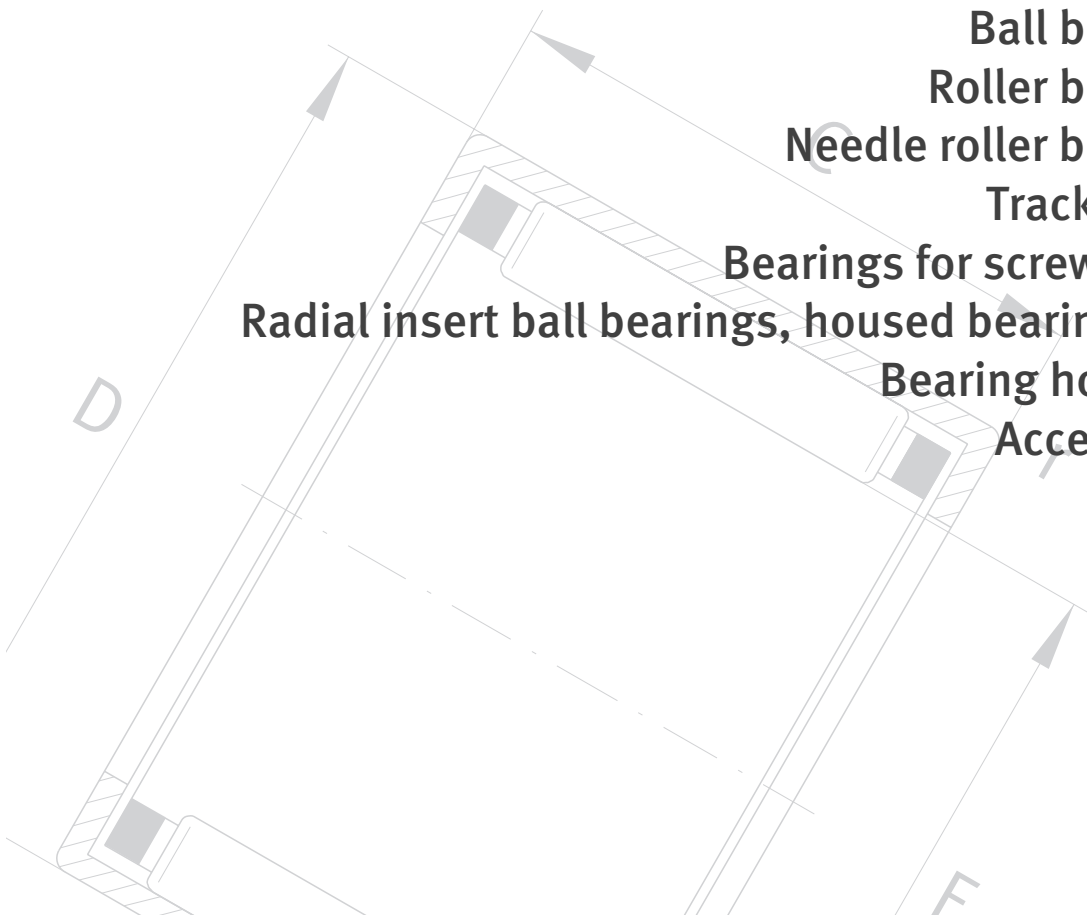 Ball b
Roller b
Needle roller b
Track
Bearings for screw
Radial insert ball bearings, housed bearin
Bearing ho
Acce
C
D
r
F